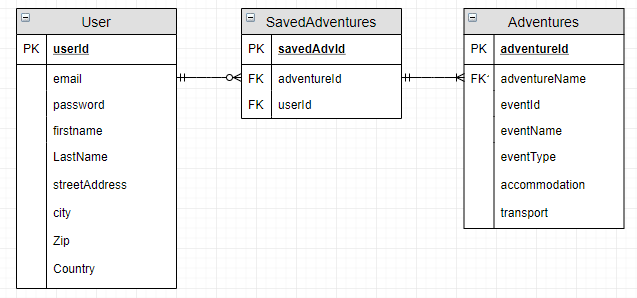 User
PK userId
email
password
firstname
LastName
streetAddress
city
Zip
Country
SavedAdventures
PK savedAdvId
FK adventureId
FK userId
Adventures
PK adventureId
FK adventureName
eventId
eventName
eventType
accommodation
transport